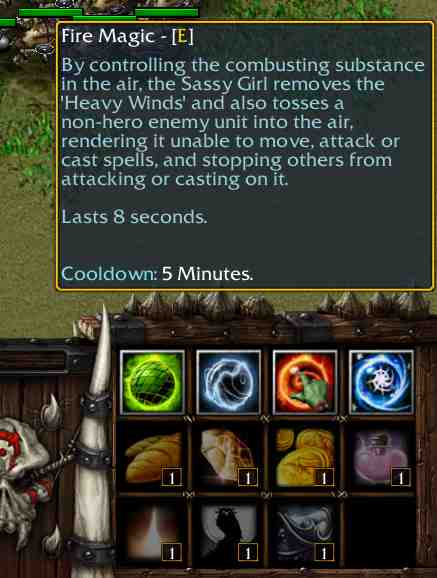 Fire Magic - [E]
By controlling the combusting substance
in the air, the Sassy Girl removes the
'Heavy Winds' and also tosses a
non-hero enemy unit into the air,
rendering it unable to move, attack or
cast spells, and stopping others from
attacking or casting on it.
Lasts 8 seconds.
Cooldown: 5 Minutes.
1 1 1 1
1 1 1